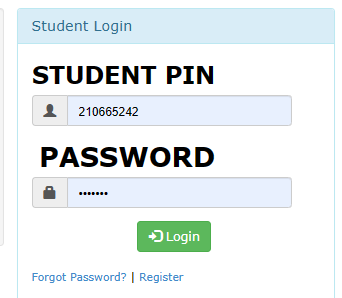 Student Login
STUDENT PIN
210665242
PASSWORD
•••••••
Login
Forgot Password? | Register